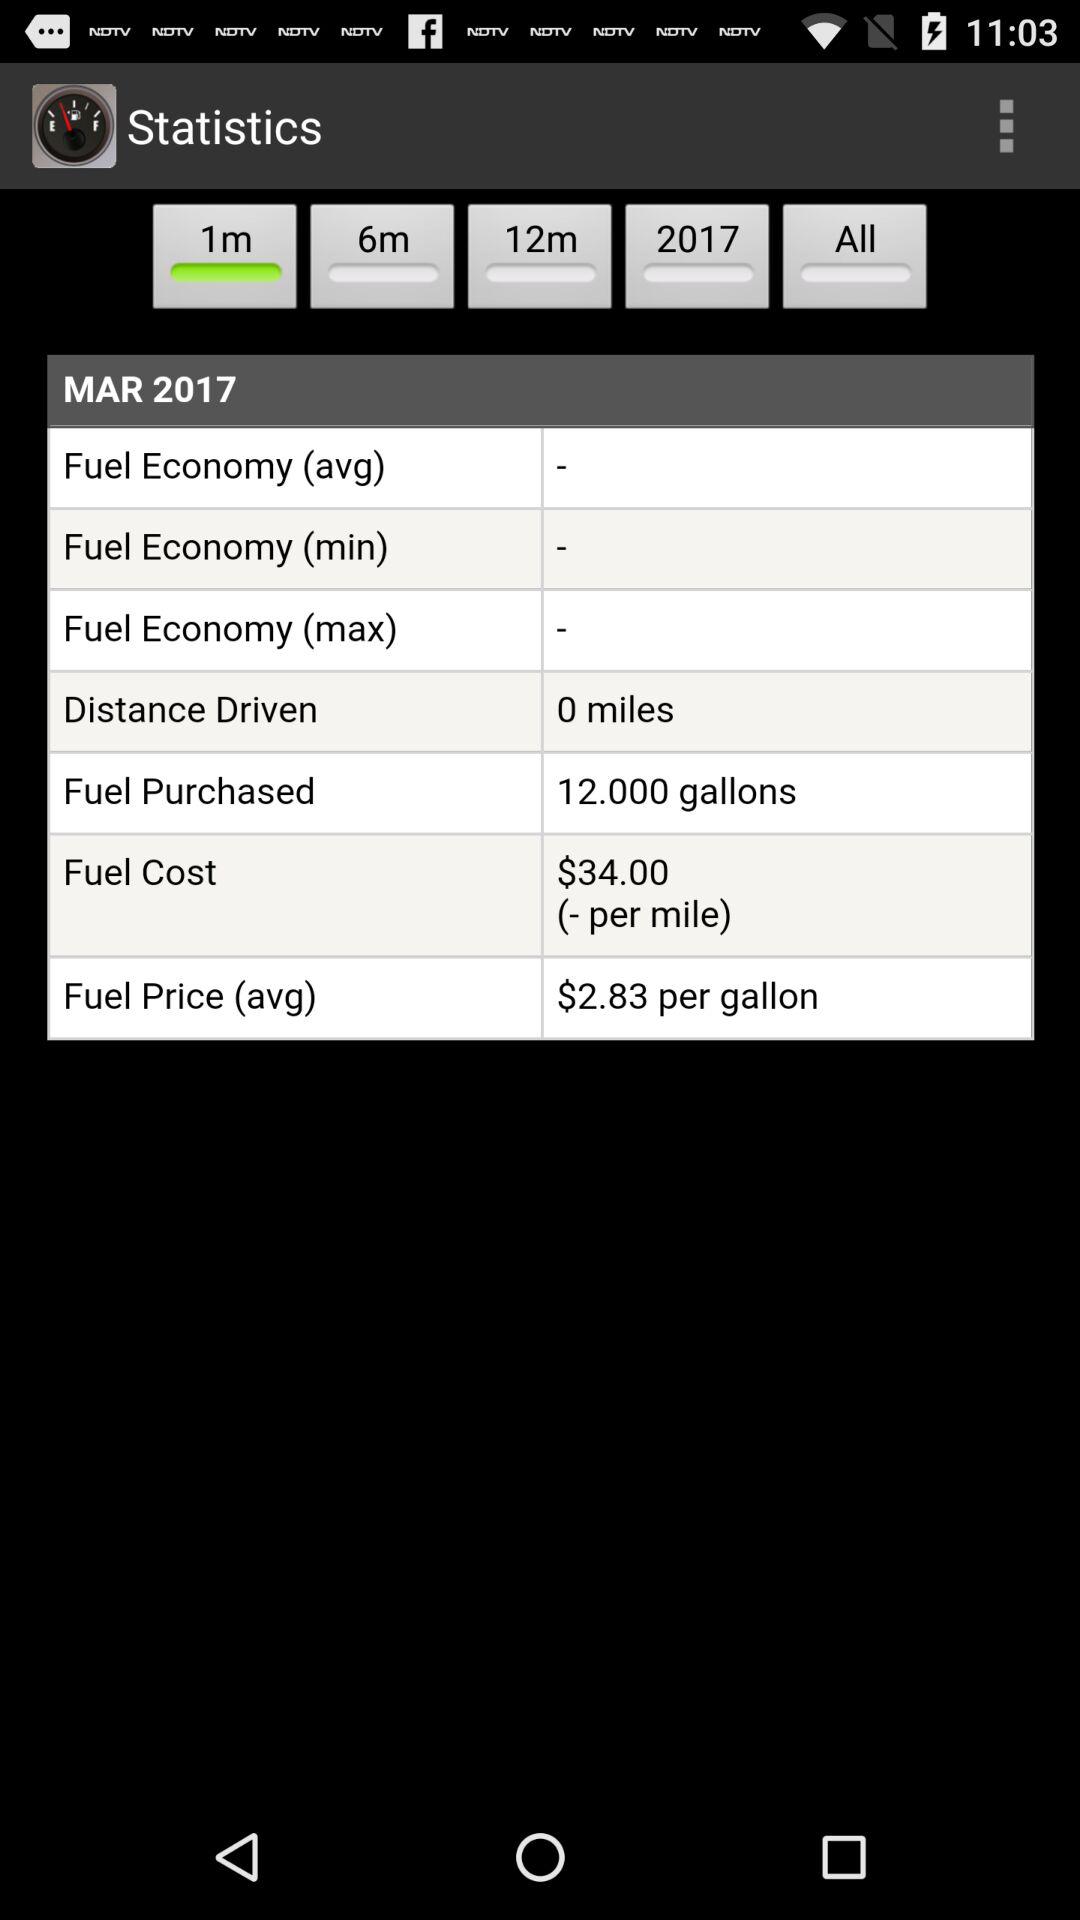 NDTV NDTV NDTV NDTV NDTV NDTV NDTV NDTV NDTV NDTV 11:03
E F Statistics
1m 6m 12m 2017 All
MAR 2017
Fuel Economy (avg) -
Fuel Economy (min) -
Fuel Economy (max) -
Distance Driven 0 miles
Fuel Purchased 12.000 gallons
Fuel Cost $34.00
(- per mile)
Fuel Price (avg) $2.83 per gallon